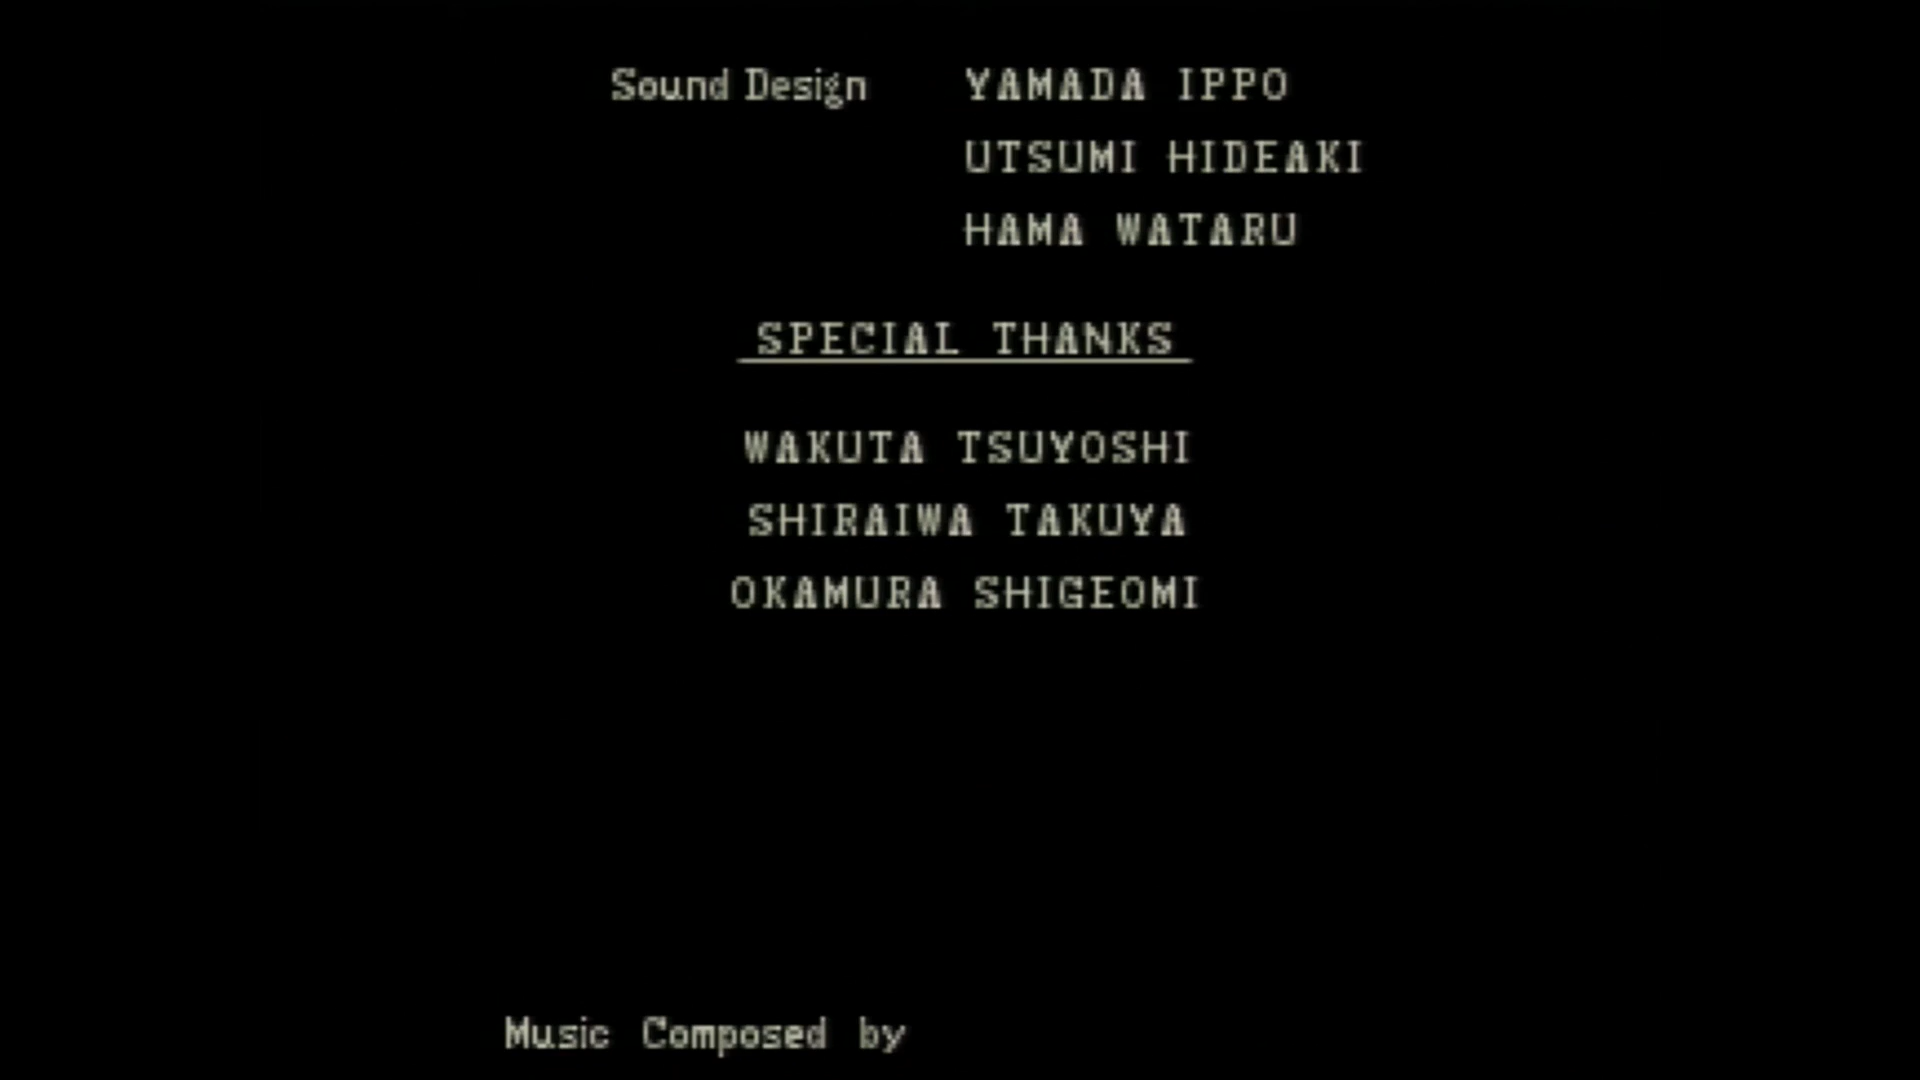 Sound Design YAMADA IPPO
UTSUMI HIDEAKI
HAMA WATARU
SPECIAL THANKS
WAKUTA TSUYOSHI
SHIRAIWA TAKUYA
OKAMURA SHIGEOMI
Music Composed by